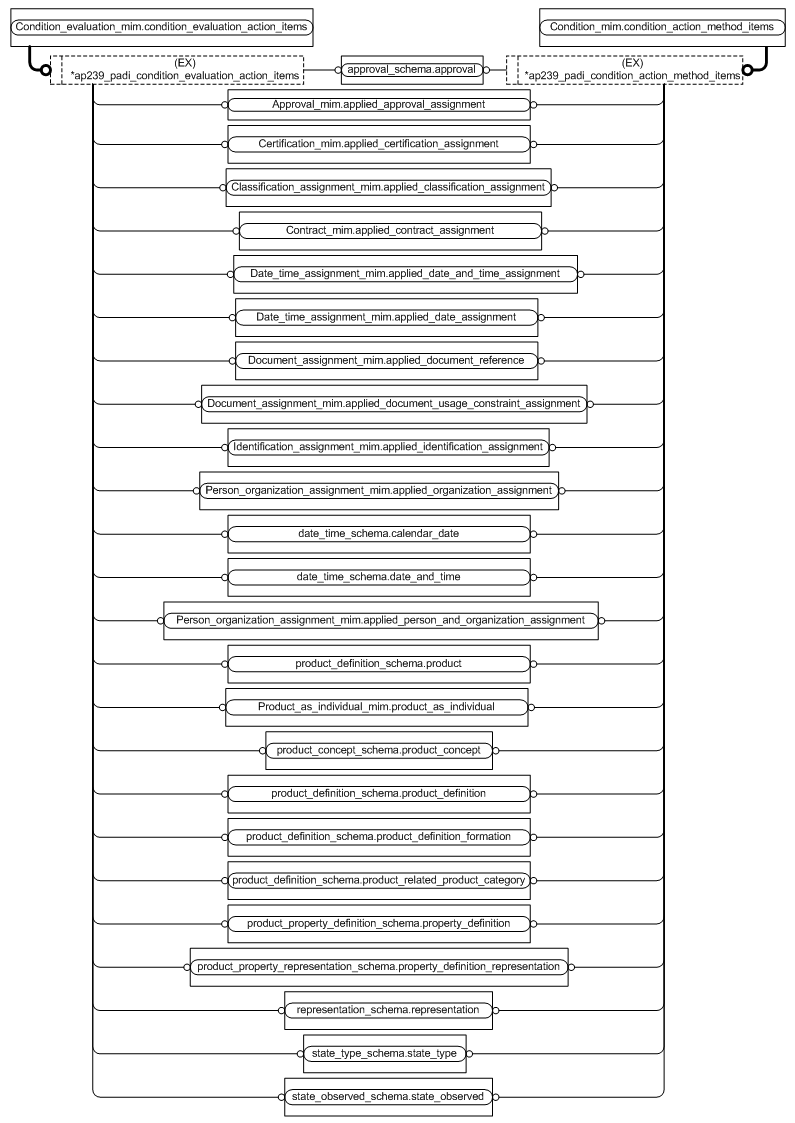 Condition_evaluation_mim.condition_evaluation_action_items
Condition_mim.condition_action_method_items
(EX)
*ap239_padi_condition_evaluation_action_items
approval_schema.approval
(EX)
*ap239_padi_condition_action_method_items
Approval_mim.applied_approval_assignment
Certification_mim.applied_certification_assignment
Classification_assignment_mim.applied_classification_assignment
Contract_mim.applied_contract_assignment
Date_time_assignment_mim.applied_date_and_time_assignment
Date_time_assignment_mim.applied_date_assignment
Document_assignment_mim.applied_document_reference
Document_assignment_mim.applied_document_usage_constraint_assignment
Identification_assignment_mim.applied_identification_assignment
Person_organization_assignment_mim.applied_organization_assignment
date_time_schema.calendar_date
date_time_schema.date_and_time
Person_organization_assignment_mim.applied_person_and_organization_assignment
product_definition_schema.product
Product_as_individual_mim.product_as_individual
product_concept_schema.product_concept
product_definition_schema.product_definition
product_definition_schema.product_definition_formation
product_definition_schema.product_related_product_category
product_property_definition_schema.property_definition
product_property_representation_schema.property_definition_representation
representation_schema.representation
state_type_schema.state_type
state_observed_schema.state_observed